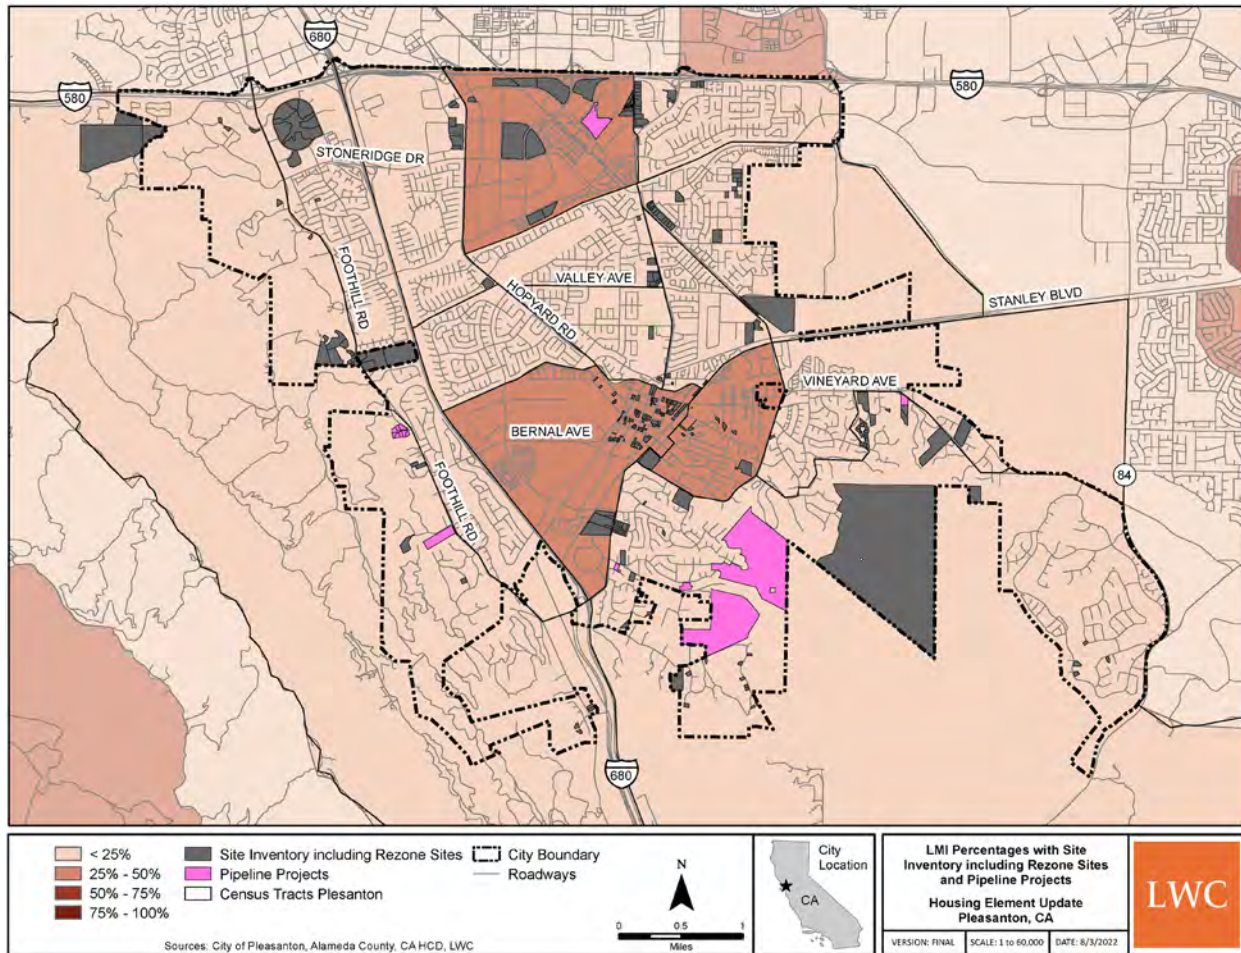 680
580
580
STONERIDGE DR
FOOTHILL RD
HOPYARD RD
VALLEY AVE
STANLEY BLVD
VINEYARD AVE
BERNAL AVE
84
FOOTHILL RD
680
< 25%
25% - 50%
50% - 75%
75% - 100%
Site Inventory including Rezone Sites
Pipeline Projects
Census Tracts Plesanton
City Boundary
Roadways
Sources: City of Pleasanton, Alameda County, CA HCD, LWC
N
0 0.5 1
Miles
City
Location
CA
LMI Percentages with Site
Inventory including Rezone Sites
and Pipeline Projects
Housing Element Update
Pleasanton, CA
VERSION: FINAL
SCALE: 1 to 60,000
DATE: 8/3/2022
LWC